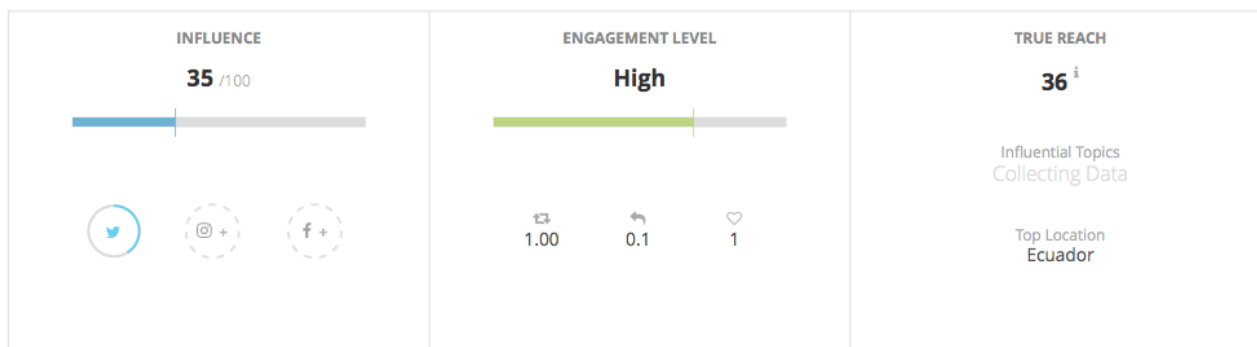 INFLUENCE
35 /100
+
f +
ENGAGEMENT LEVEL
High
1.00
0.1
1
TRUE REACH
36 i
Influential Topics
Collecting Data
Top Location
Ecuador